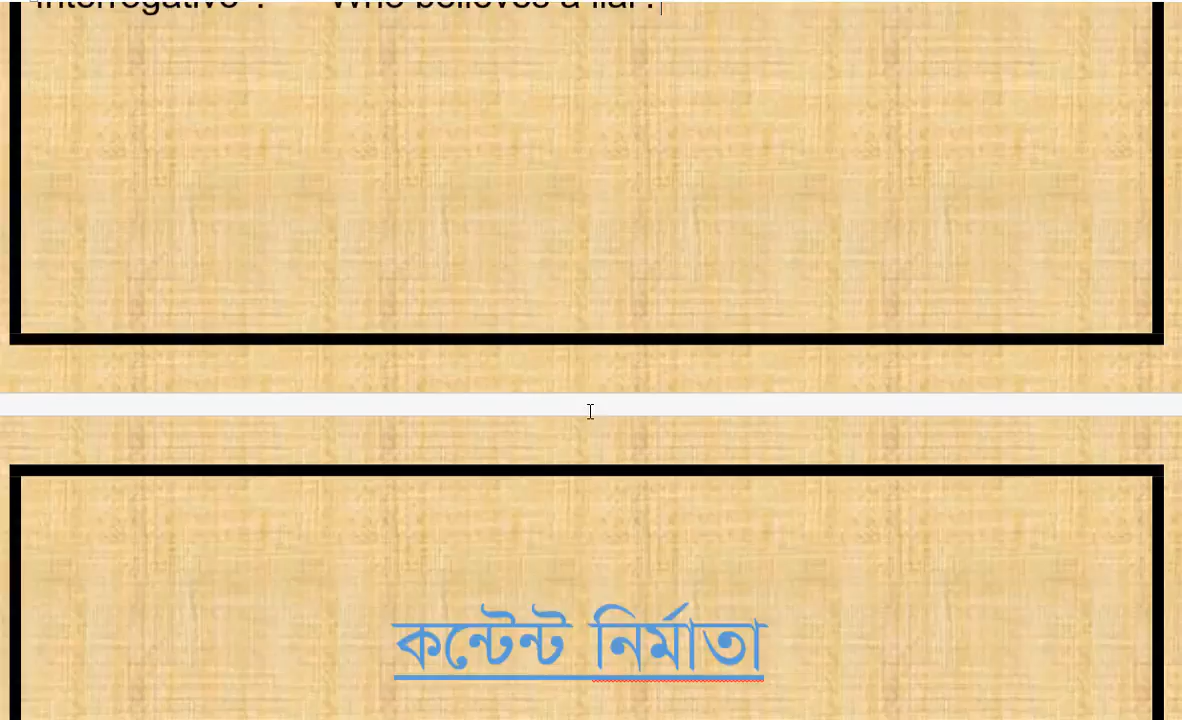 Interrogative : Who believes a liar?
কন্টেন্ট নির্মাতা